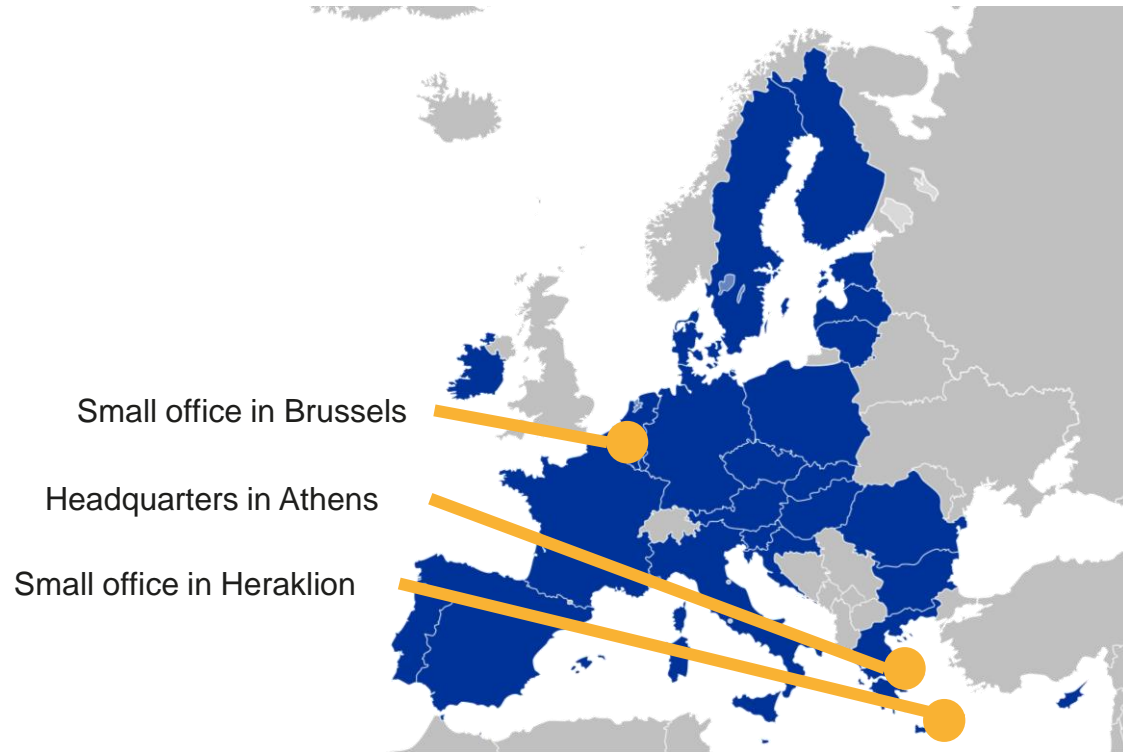 Small office in Brussels
Headquarters in Athens
Small office in Heraklion